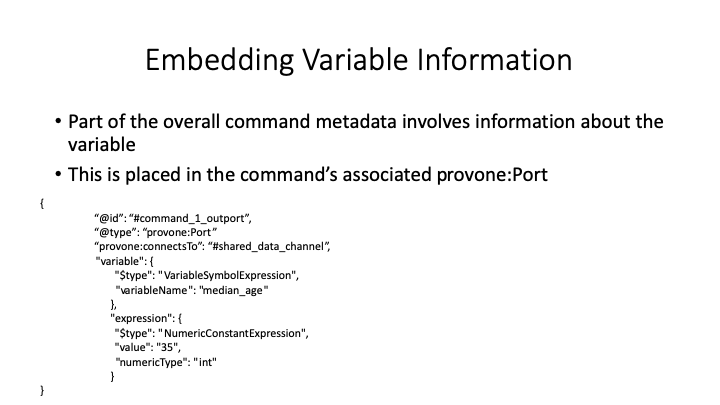 Embedding Variable Information
• Part of the overall command metadata involves information about the
variable
• This is placed in the command’s associated provone:Port
{
“@id”: “#command_1_outport”,
“@type”: “provone:Port”
“provone:connectsTo”: “#shared_data_channel”,
"variable": {
"$type": "VariableSymbolExpression",
"variableName": "median_age"
},
"expression": {
"$type": "NumericConstantExpression",
"value": "35",
"numericType": "int"
}
}